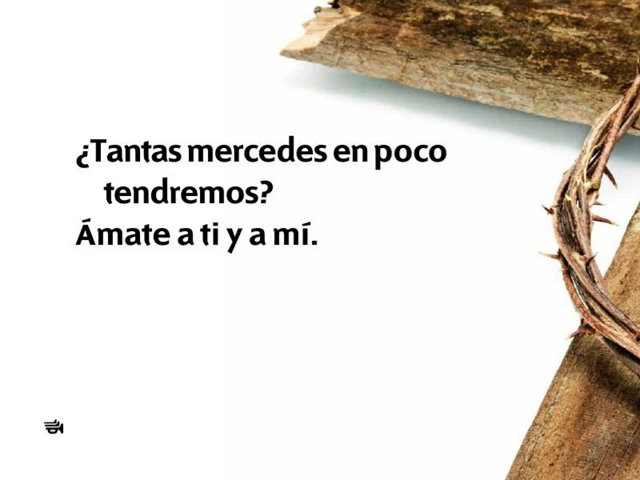 ¿Tantas mercedes en poco
tendremos?
Ámate a ti y a mí.